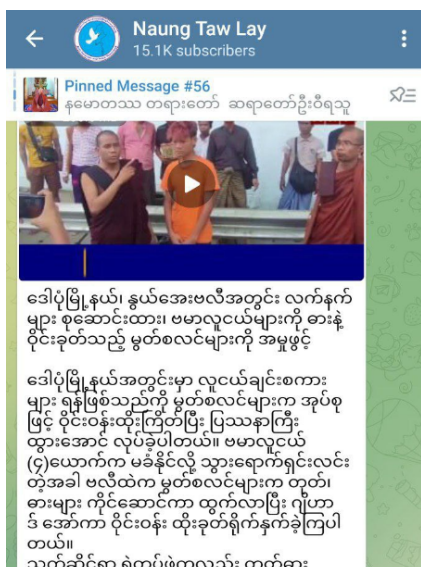 Naung Taw Lay
15.1K subscribers
Pinned Message #56
နမောတဿ တရားတော် ဆရာတော်ဦးဝီရသူ
ဒေါပုံမြို့နယ်၊ နွယ်အေးဗလီအတွင်း လက်နက်
များ စုဆောင်းထား၊ ဗမာလူငယ်များကို ဓားနဲ့
ဝိုင်းခုတ်သည့် မွတ်စလင်များကို အမှုဖွင့်
ဒေါပုံမြို့နယ်အတွင်းမှာ လူငယ်ချင်းစကား
များ ရန်ဖြစ်သည်ကို မွတ်စလင်များက အုပ်စု
ဖြင့် ဝိုင်းဝန်းထိုးကြိတ်ပြီး ပြဿနာကြီး
ထွားအောင် လုပ်ခဲ့ပါတယ်။ ဗမာလူငယ်
(၄)ယောက်က မခံနိုင်လို့ သွားရောက်ရှင်းလင်း
တဲ့အခါ ဗလီထဲက မွတ်စလင်များက တုတ်၊
ဓားများ ကိုင်ဆောင်ကာ ထွက်လာပြီး ဂျိဟာ
ဒ် အော်ကာ ဝိုင်းဝန်း ထိုးခုတ်ရိုက်နှက်ခဲ့ကြပါ
တယ်။